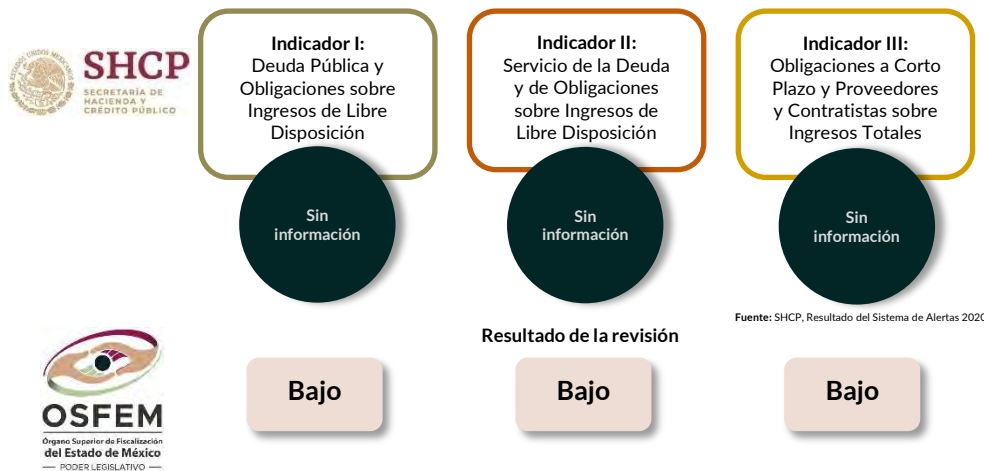 ESTADOS UNIDOS MEXICANOS
SHCP
SECRETARÍA DE
HACIENDA Y
CRÉDITO PÚBLICO
Indicador I:
Deuda Pública y
Obligaciones sobre
Ingresos de Libre
Disposición
Sin
información
Indicador II:
Servicio de la Deuda
y de Obligaciones
sobre Ingresos de
Libre Disposición
Sin
información
Indicador III:
Obligaciones a Corto
Plazo y Proveedores
y Contratistas sobre
Ingresos Totales
Sin
información
Fuente: SHCP, Resultado del Sistema de Alertas 2020
Resultado de la revisión
OSFEM
Órgano Superior de Fiscalización
del Estado de México
PODER LEGISLATIVO
Bajo
Bajo
Bajo